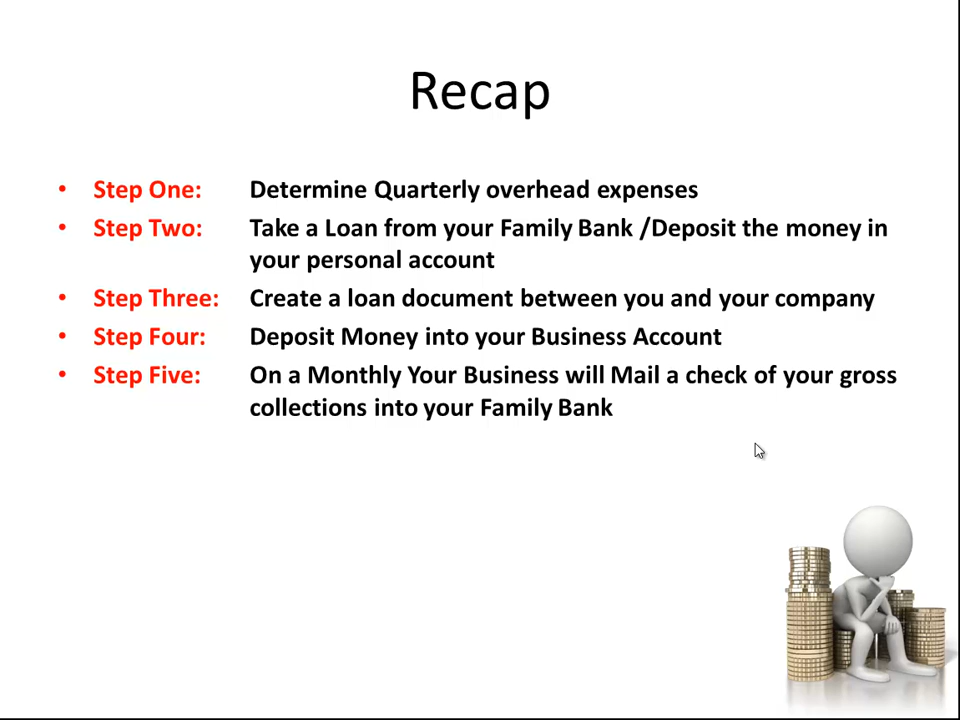 Recap
• Step One: Determine Quarterly overhead expenses
• Step Two: Take a Loan from your Family Bank /Deposit the money in
your personal account
• Step Three: Create a loan document between you and your company
• Step Four: Deposit Money into your Business Account
• Step Five: On a Monthly Your Business will Mail a check of your gross
collections into your Family Bank